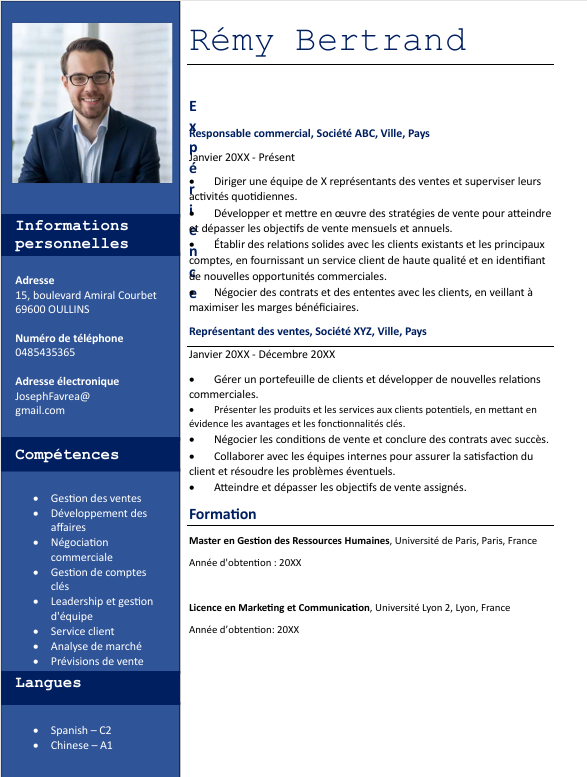 Rémy Bertrand
Informations
personnelles
Adresse
15, boulevard Amiral Courbet
69600 OULLINS
Numéro de téléphone
0485435365
Adresse électronique
JosephFavrea@
gmail.com
Compétences
• Gestion des ventes
• Développement des
affaires
• Négociation
commerciale
• Gestion de comptes
clés
• Leadership et gestion
d'équipe
• Service client
• Analyse de marché
• Prévisions de vente
Langues
• Spanish – C2
• Chinese – A1
Expérience
Responsable commercial, Société ABC, Ville, Pays
Janvier 20XX - Présent
• Diriger une équipe de X représentants des ventes et superviser leurs
activités quotidiennes.
• Développer et mettre en œuvre des stratégies de vente pour atteindre
et dépasser les objectifs de vente mensuels et annuels.
• Établir des relations solides avec les clients existants et les principaux
comptes, en fournissant un service client de haute qualité et en identifiant
de nouvelles opportunités commerciales.
• Négocier des contrats et des ententes avec les clients, en veillant à
maximiser les marges bénéficiaires.
Représentant des ventes, Société XYZ, Ville, Pays
Janvier 20XX - Décembre 20XX
• Gérer un portefeuille de clients et développer de nouvelles relations
commerciales.
• Présenter les produits et les services aux clients potentiels, en mettant en
évidence les avantages et les fonctionnalités clés.
• Négocier les conditions de vente et conclure des contrats avec succès.
• Collaborer avec les équipes internes pour assurer la satisfaction du
client et résoudre les problèmes éventuels.
• Atteindre et dépasser les objectifs de vente assignés.
Formation
Master en Gestion des Ressources Humaines, Université de Paris, Paris, France
Année d'obtention : 20XX
Licence en Marketing et Communication, Université Lyon 2, Lyon, France
Année d'obtention: 20XX